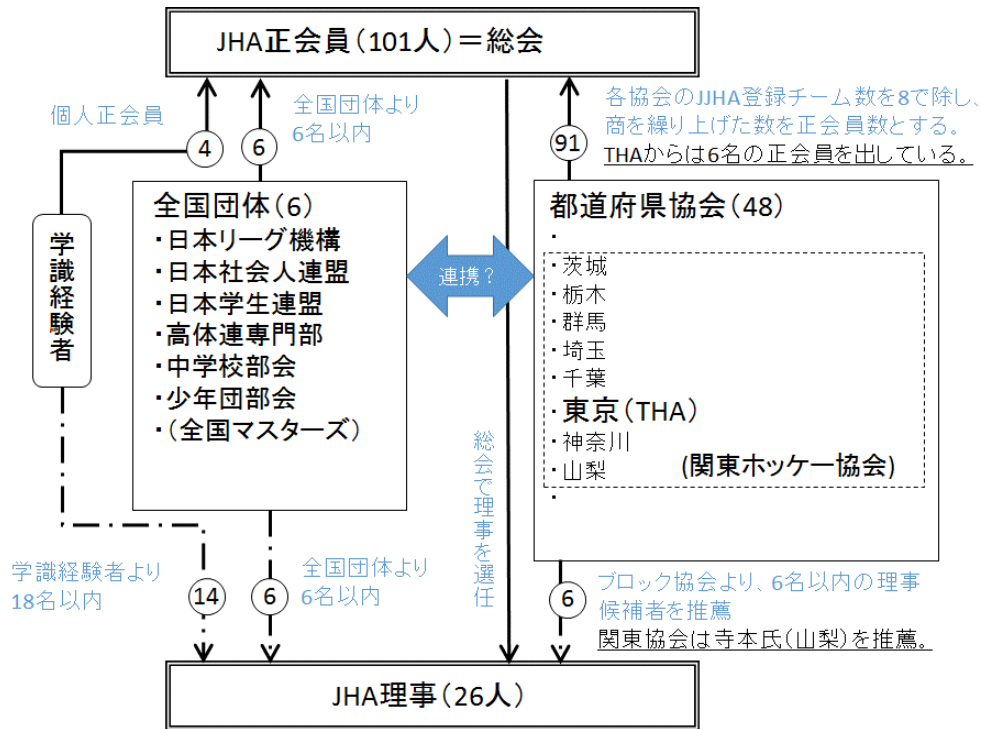 JHA正会員(101人)＝総会
個人正会員
全国団体より
6名以内
各協会のJJHA登録チーム数を8で除し、
商を繰り上げた数を正会員数とする。
THAからは6名の正会員を出している。
4
6
91
学識経験者
全国団体(6)
・日本リーグ機構
・日本社会人連盟
・日本学生連盟
・高体連専門部
・中学校部会
・少年団部会
・(全国マスターズ)
連携？
都道府県協会(48)
・
・茨城
・栃木
・群馬
・埼玉
・千葉
・東京(THA)
・神奈川
・山梨
(関東ホッケー協会)
・
総会で理事を選任
学識経験者より
18名以内
14
全国団体より
6名以内
6
ブロック協会より、6名以内の理事
候補者を推薦
関東協会は寺本氏(山梨)を推薦。
6
JHA理事(26人)